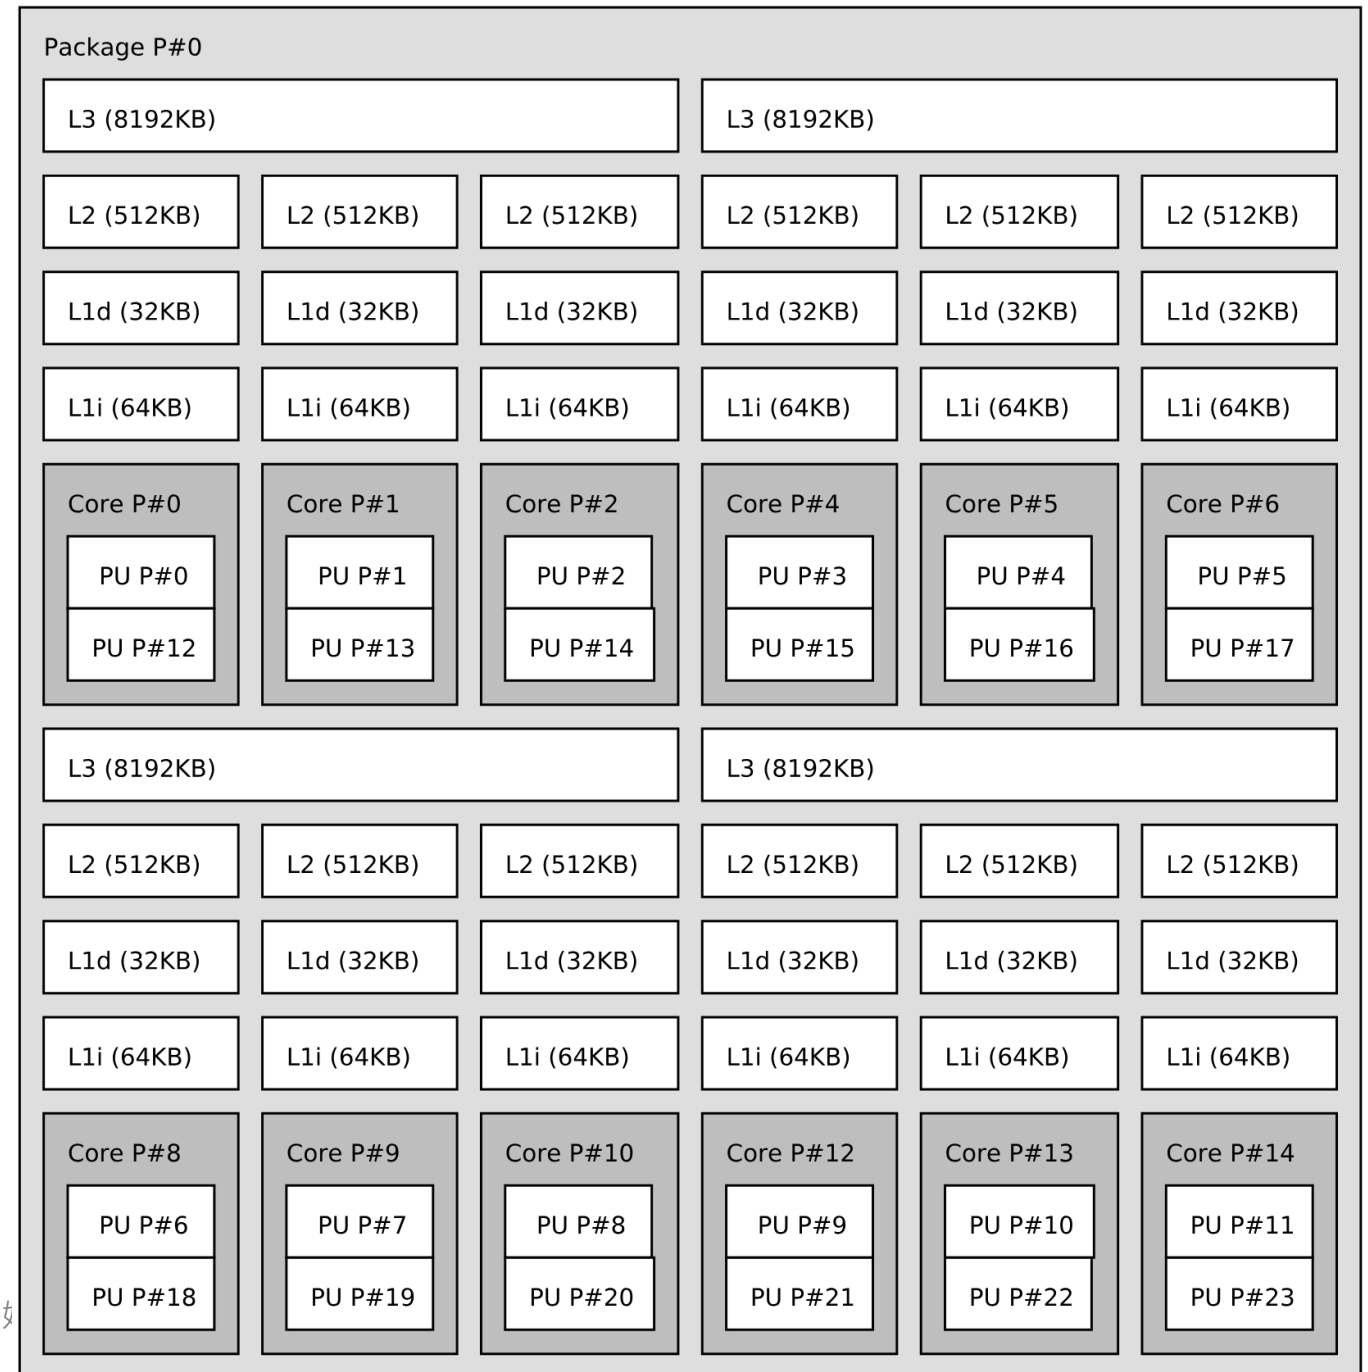 Package P#0
L3 (8192KB) L3 (8192KB)
L2 (512KB) L2 (512KB) L2 (512KB) L2 (512KB) L2 (512KB) L2 (512KB)
L1d (32KB) L1d (32KB) L1d (32KB) L1d (32KB) L1d (32KB) L1d (32KB)
L1i (64KB) L1i (64KB) L1i (64KB) L1i (64KB) L1i (64KB) L1i (64KB)
Core P#0 Core P#1 Core P#2 Core P#4 Core P#5 Core P#6
PU P#0 PU P#1 PU P#2 PU P#3 PU P#4 PU P#5
PU P#12 PU P#13 PU P#14 PU P#15 PU P#16 PU P#17
L3 (8192KB) L3 (8192KB)
L2 (512KB) L2 (512KB) L2 (512KB) L2 (512KB) L2 (512KB) L2 (512KB)
L1d (32KB) L1d (32KB) L1d (32KB) L1d (32KB) L1d (32KB) L1d (32KB)
L1i (64KB) L1i (64KB) L1i (64KB) L1i (64KB) L1i (64KB) L1i (64KB)
Core P#8 Core P#9 Core P#10 Core P#12 Core P#13 Core P#14
PU P#6 PU P#7 PU P#8 PU P#9 PU P#10 PU P#11
PU P#18 PU P#19 PU P#20 PU P#21 PU P#22 PU P#23